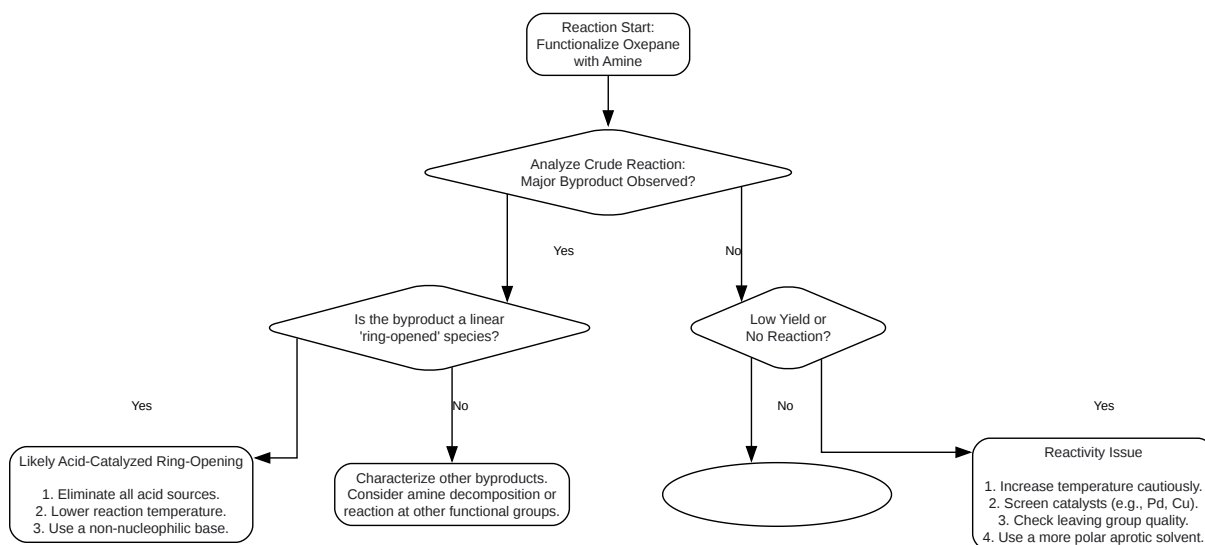 Reaction Start:
Functionalize Oxepane
with Amine
Analyze Crude Reaction:
Major Byproduct Observed?
Yes
No
Is the byproduct a linear
'ring-opened' species?
Low Yield or
No Reaction?
Yes
No
No
Yes
Likely Acid-Catalyzed Ring-Opening
1. Eliminate all acid sources.
2. Lower reaction temperature.
3. Use a non-nucleophilic base.
Characterize other byproducts.
Consider amine decomposition or
reaction at other functional groups.
Reactivity Issue
1. Increase temperature cautiously.
2. Screen catalysts (e.g., Pd, Cu).
3. Check leaving group quality.
4. Use a more polar aprotic solvent.